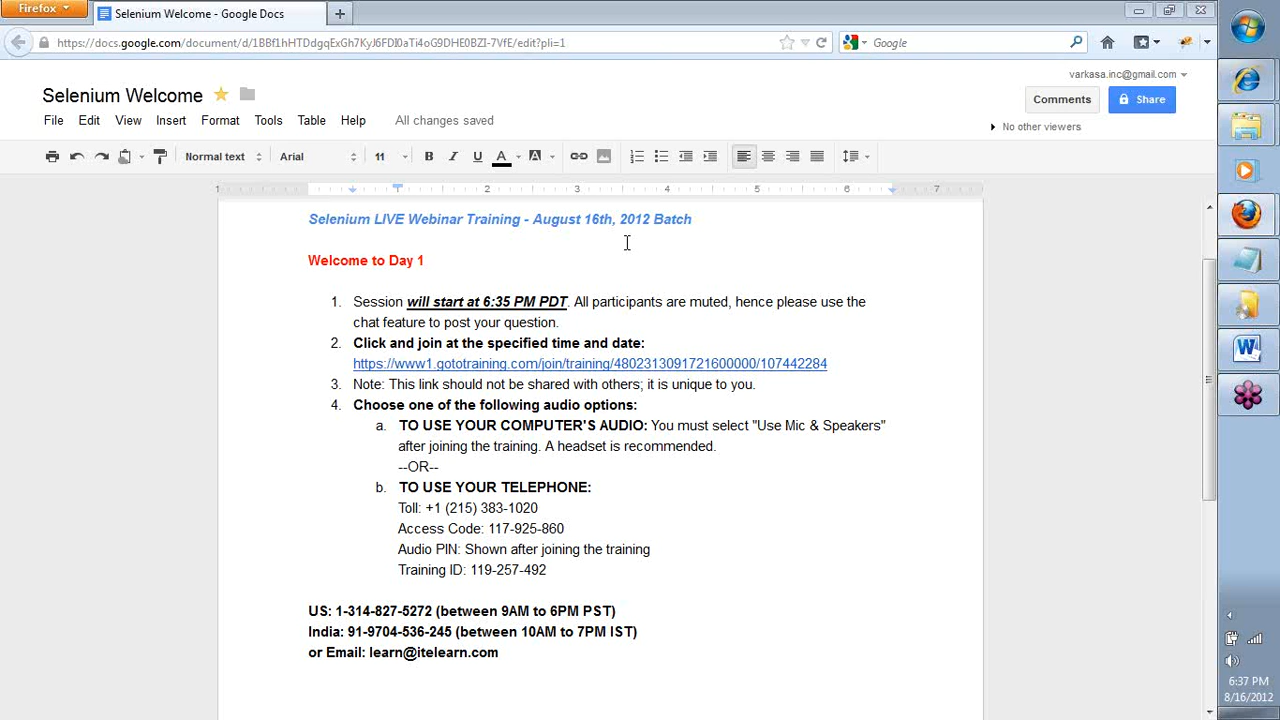 Firefox
Selenium Welcome - Google Docs
https://docs.google.com/document/d/1BBf1hHTDdgqExGh7KyJ6FDI0aTi4oG9DHE0BZI-7VfE/edit?pli=1
Google
varkasa.inc@gmail.com
Selenium Welcome
Comments
Share
File Edit View Insert Format Tools Table Help All changes saved
No other viewers
Normal text Arial 11 B I U A A
1 1 2 3 4 5 6 7
Selenium LIVE Webinar Training - August 16th, 2012 Batch
Welcome to Day 1
1. Session will start at 6:35 PM PDT. All participants are muted, hence please use the
chat feature to post your question.
2. Click and join at the specified time and date:
https://www1.gototraining.com/join/training/4802313091721600000/107442284
3. Note: This link should not be shared with others; it is unique to you.
4. Choose one of the following audio options:
a. TO USE YOUR COMPUTER'S AUDIO: You must select "Use Mic & Speakers"
after joining the training. A headset is recommended.
--OR--
b. TO USE YOUR TELEPHONE:
Toll: +1 (215) 383-1020
Access Code: 117-925-860
Audio PIN: Shown after joining the training
Training ID: 119-257-492
US: 1-314-827-5272 (between 9AM to 6PM PST)
India: 91-9704-536-245 (between 10AM to 7PM IST)
or Email: learn@itelearn.com
6:37 PM
8/16/2012